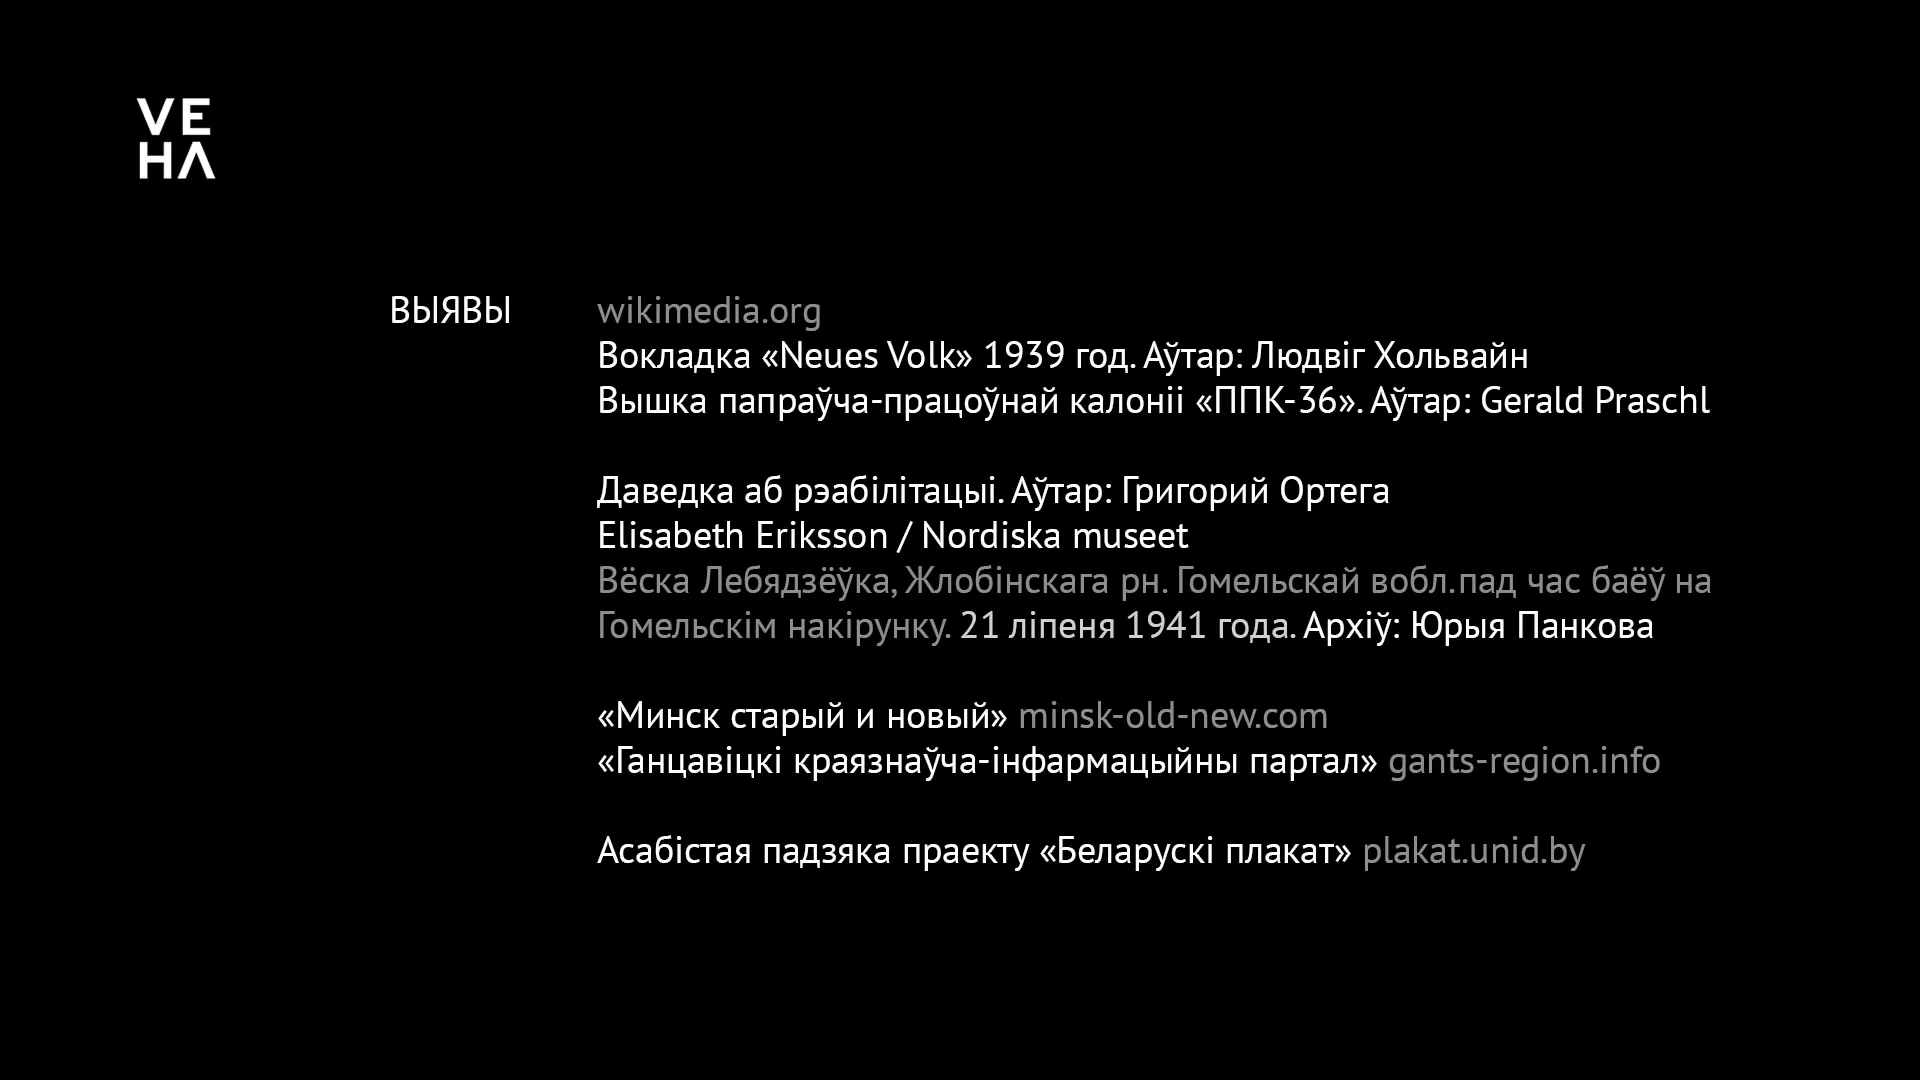 VE
HA
ВЫЯВЫ
wikimedia.org
Вокладка «Neues Volk» 1939 год. Аўтар: Людвіг Хольвайн
Вышка папраўча-працоўнай калоніі «ППК-36». Аўтар: Gerald Praschl
Даведка аб рэабілітацыі. Аўтар: Григорий Ортега
Elisabeth Eriksson / Nordiska museet
Вёска Лебядзёўка, Жлобінскага рн. Гомельскай вобл.пад час баёў на
Гомельскім накірунку. 21 ліпеня 1941 года. Архіў: Юрыя Панкова
«Минск старый и новый» minsk-old-new.com
«Ганцавіцкі краязнаўча-інфармацыйны партал» gants-region.info
Асабістая падзяка праекту «Беларускі плакат» plakat.unid.by